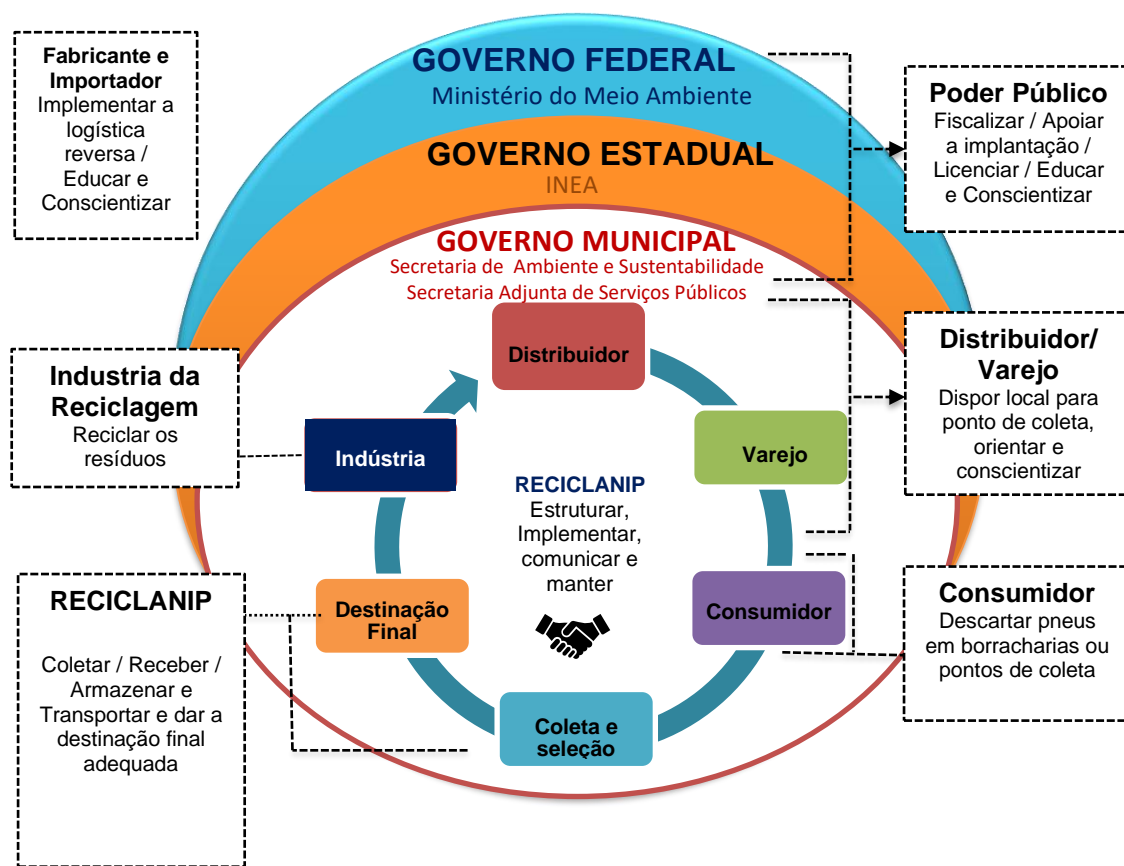 Fabricante e
Importador
Implementar a
logística
reversa /
Educar e
Conscientizar
GOVERNO FEDERAL
Ministério do Meio Ambiente
GOVERNO ESTADUAL
INEA
GOVERNO MUNICIPAL
Secretaria de Ambiente e Sustentabilidade
Secretaria Adjunta de Serviços Públicos
Poder Público
Fiscalizar / Apoiar
a implantação /
Licenciar / Educar
e Conscientizar
Industria da
Reciclagem
Reciclar os
resíduos
Distribuidor
Indústria
Varejo
Distribuidor/
Varejo
Dispor local para
ponto de coleta,
orientar e
conscientizar
RECICLANIP
Estruturar,
Implementar,
comunicar e
manter
RECICLANIP
Coletar / Receber /
Armazenar e
Transportar e dar a
destinação final
adequada
Destinação
Final
Consumidor
Coleta e
seleção
Consumidor
Descartar pneus
em borracharias ou
pontos de coleta